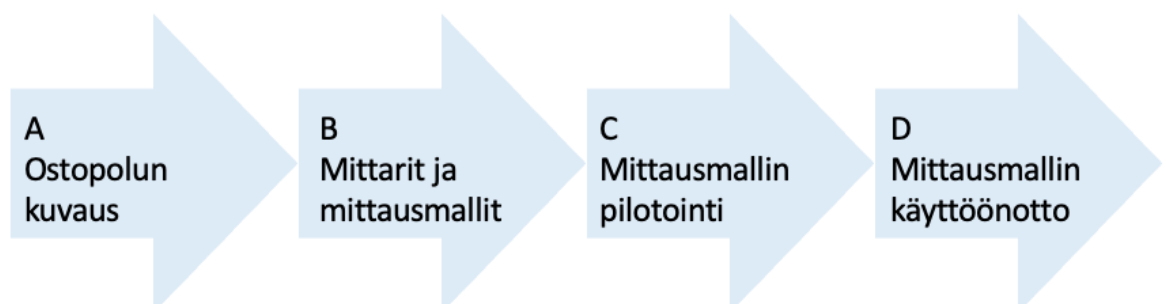 A
Ostopolun
kuvaus
B
Mittarit ja
mittausmallit
C
Mittausmallin
pilotointi
D
Mittausmallin
käyttöönotto